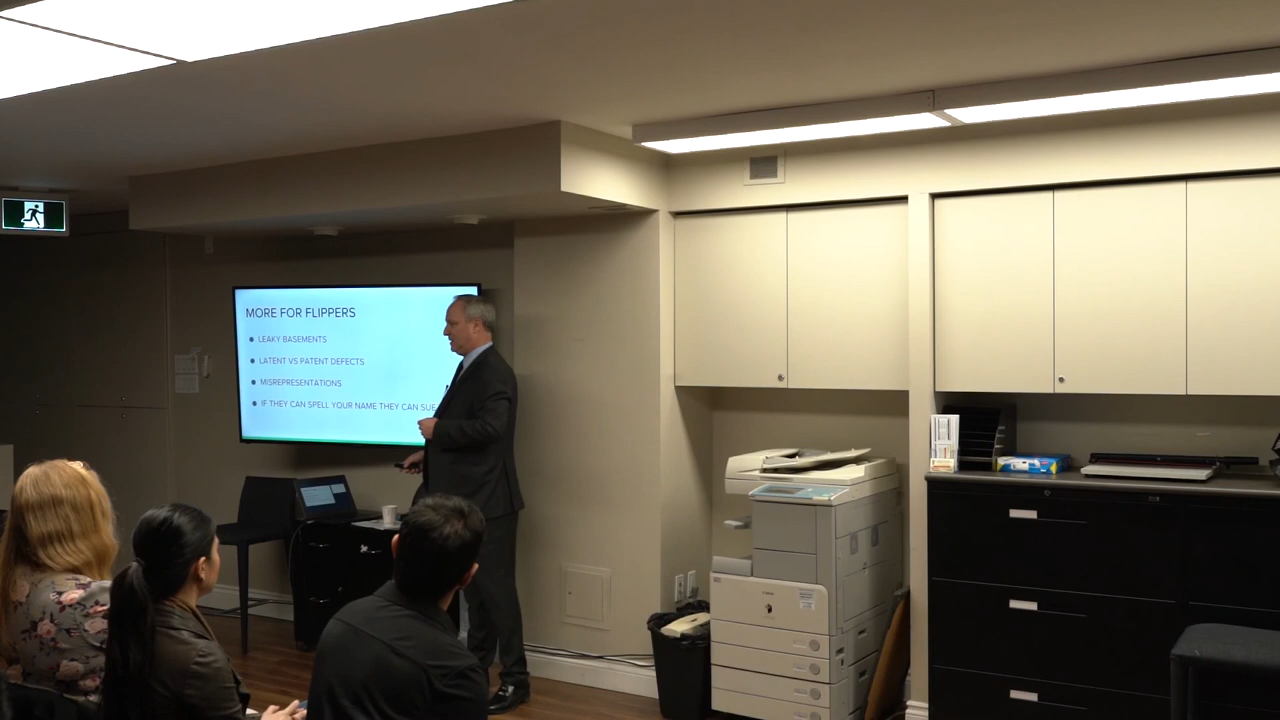 MORE FOR FLIPPERS
LEAKY BASEMENTS
LATENT VS PATENT DEFECTS
MISREPRESENTATIONS
IF THEY CAN SPELL YOUR NAME THEY CAN SUE
Canon